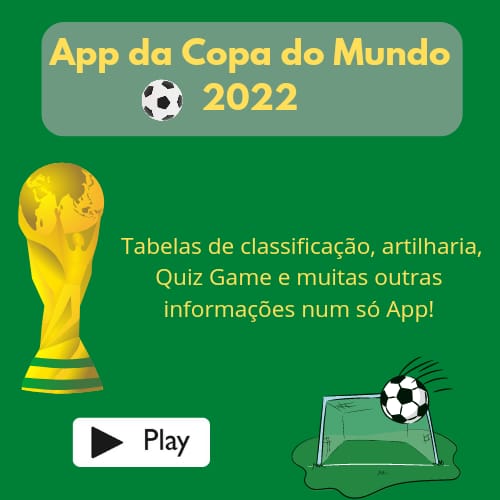 App da Copa do Mundo
2022
Tabelas de classificação, artilharia,
Quiz Game e muitas outras
informações num só App!
Play